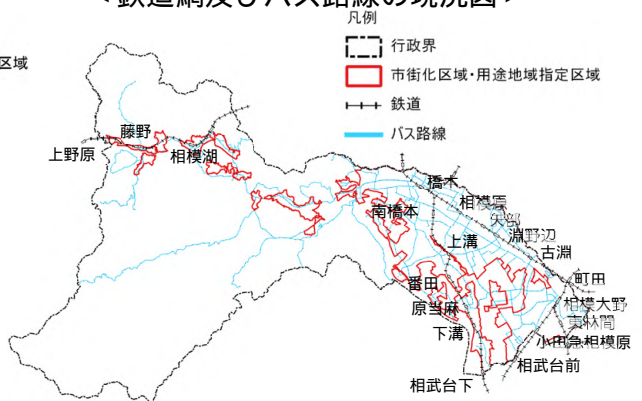 <鉄道網及びバス路線の現況図>
区域
凡例
行政界
市街化区域・用途地域指定区域
鉄道
バス路線
藤野
上野原
相模湖
橋本
相模原
南橋本
矢部
淵野辺
上溝
古淵
町田
番田
相模大野
原当麻
東林間
下溝
小田急相模原
相武台前
相武台下